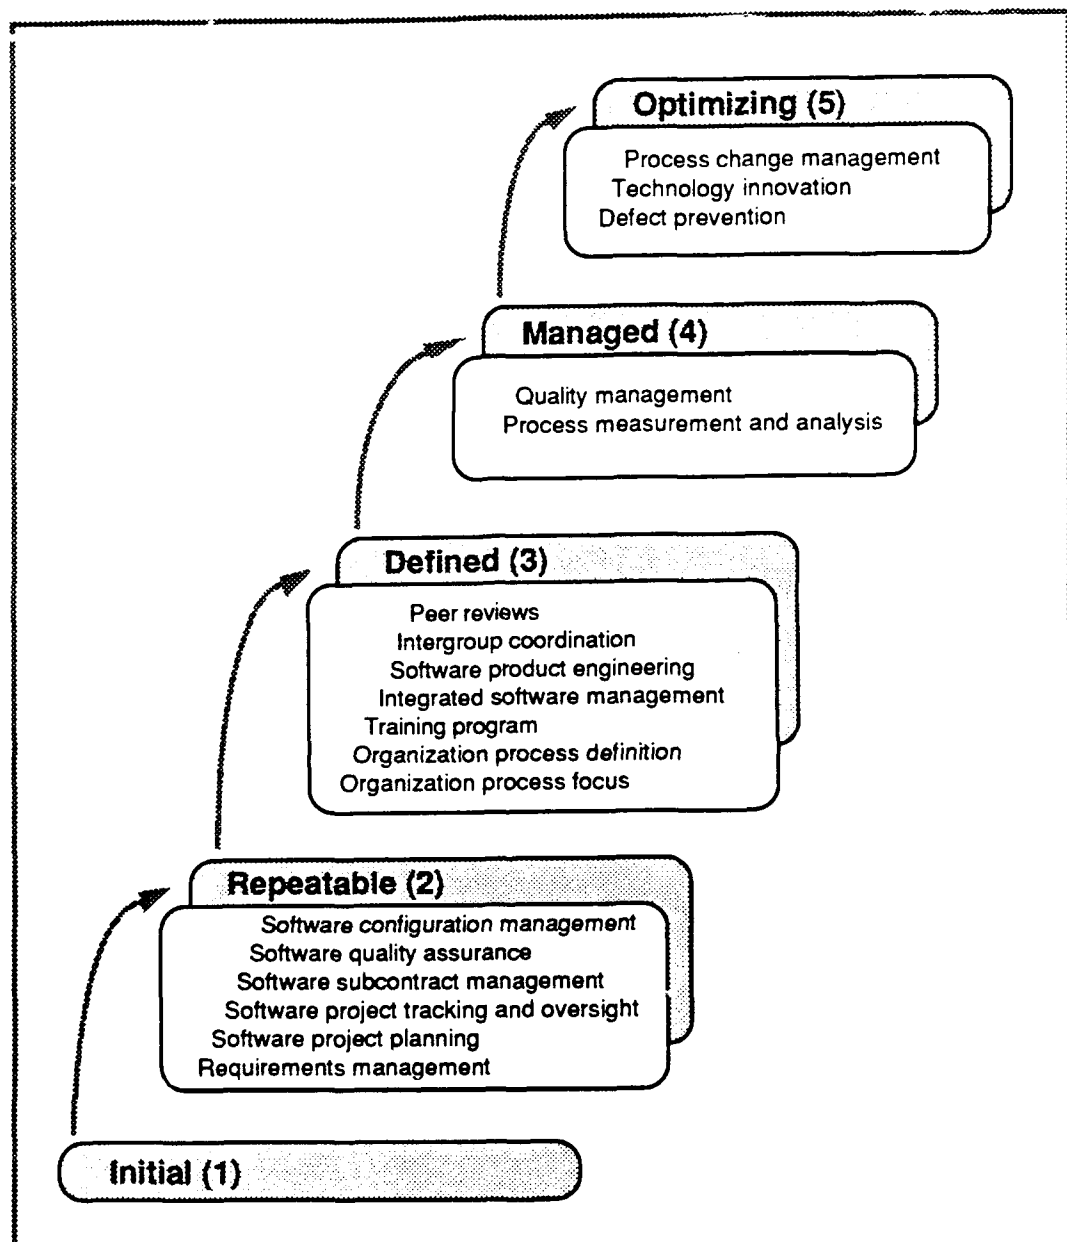 Optimizing (5)
Process change management
Technology innovation
Defect prevention
Managed (4)
Quality management
Process measurement and analysis
Defined (3)
Peer reviews
Intergroup coordination
Software product engineering
Integrated software management
Training program
Organization process definition
Organization process focus
Repeatable (2)
Software configuration management
Software quality assurance
Software subcontract management
Software project tracking and oversight
Software project planning
Requirements management
Initial (1)